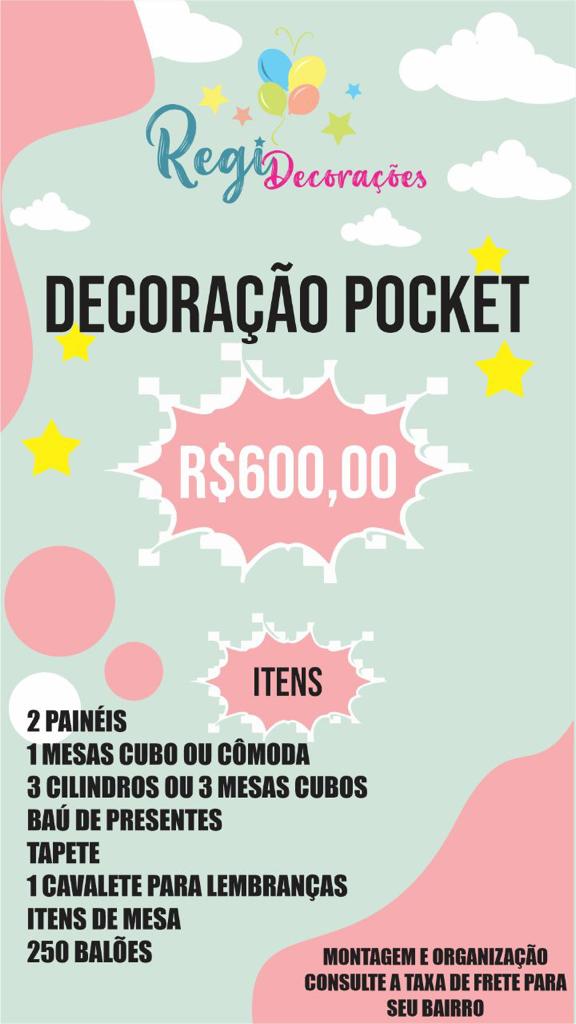 Regi Decorações
DECORAÇÃO POCKET
R$600,00
ITENS
2 PAINÉIS
1 MESAS CUBO OU CÔMODA
3 CILINDROS OU 3 MESAS CUBOS
BAÚ DE PRESENTES
TAPETE
1 CAVALETE PARA LEMBRANÇAS
ITENS DE MESA
250 BALÕES
MONTAGEM E ORGANIZAÇÃO
CONSULTE A TAXA DE FRETE PARA
SEU BAIRRO